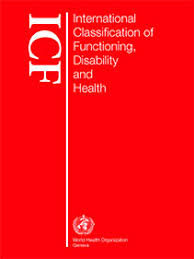 ICF
International
Classification of
Functioning,
Disability
and
Health
World Health Organization
Geneva